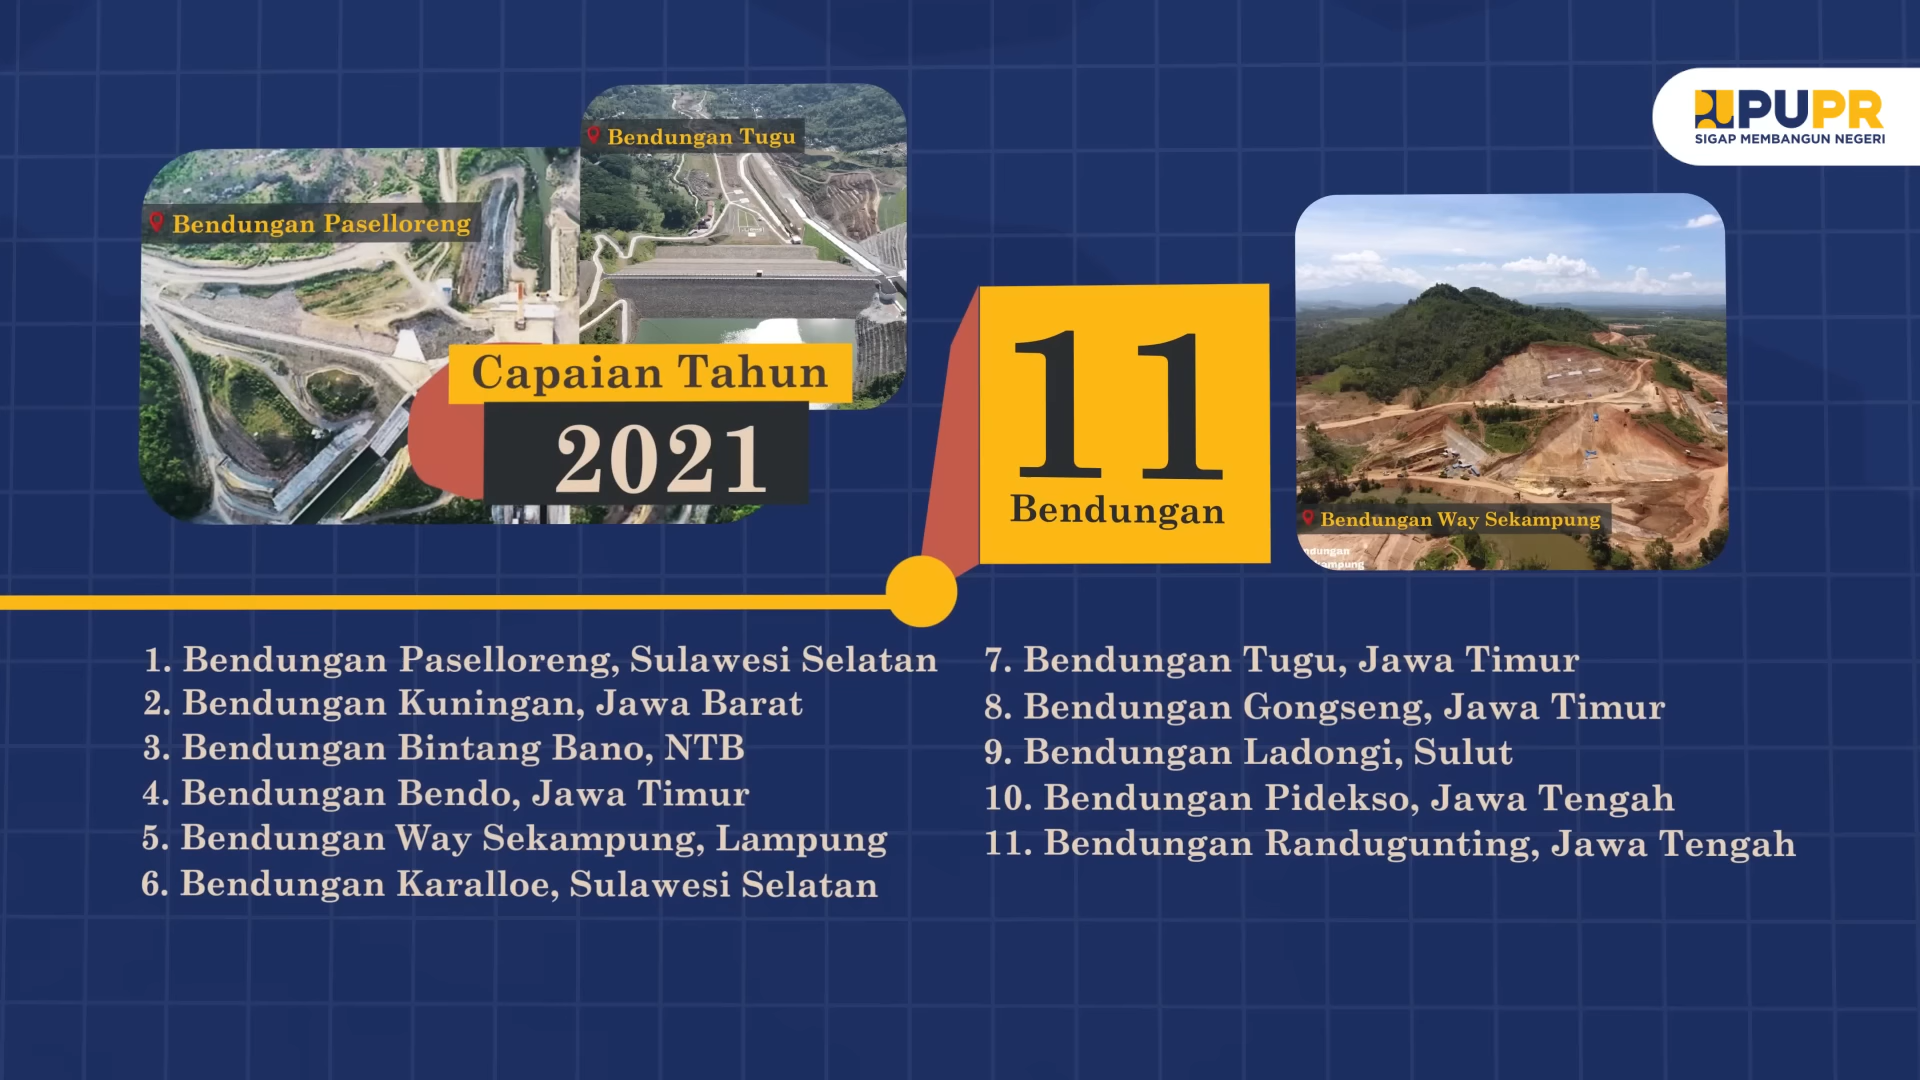 PUPR
SIGAP MEMBANGUN NEGERI
Bendungan Tugu
Bendungan Paselloreng
Capaian Tahun
2021
11
Bendungan
Bendungan Way Sekampung
ndungan
ampung
1. Bendungan Paselloreng, Sulawesi Selatan
2. Bendungan Kuningan, Jawa Barat
3. Bendungan Bintang Bano, NTB
4. Bendungan Bendo, Jawa Timur
5. Bendungan Way Sekampung, Lampung
6. Bendungan Karalloe, Sulawesi Selatan
7. Bendungan Tugu, Jawa Timur
8. Bendungan Gongseng, Jawa Timur
9. Bendungan Ladongi, Sulut
10. Bendungan Pidekso, Jawa Tengah
11. Bendungan Randugunting, Jawa Tengah